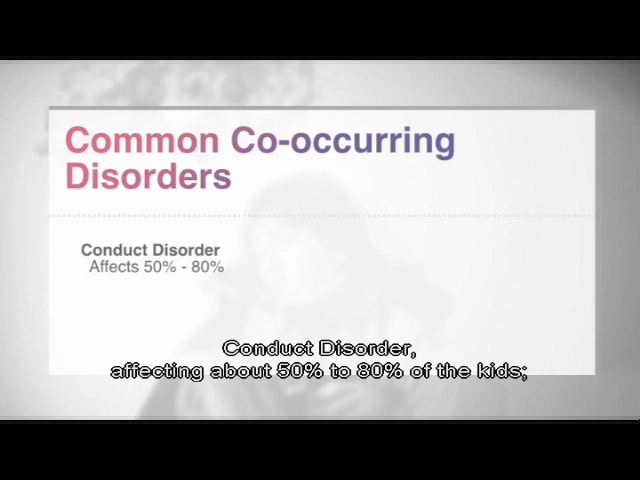 Common Co-occurring
Disorders
Conduct Disorder
Affects 50% - 80%
Conduct Disorder,
affecting about 50% to 80% of the kids;